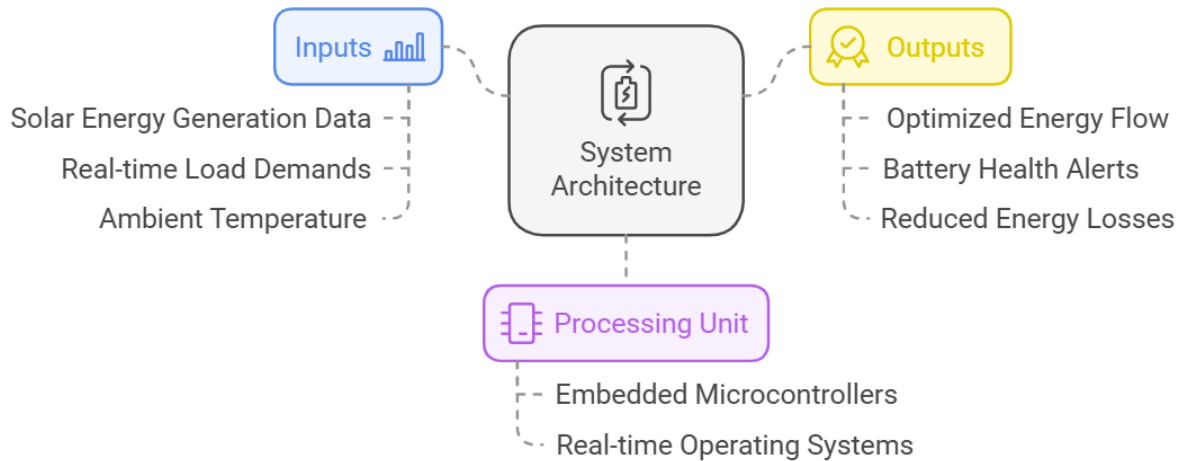 Inputs
Solar Energy Generation Data
Real-time Load Demands
Ambient Temperature
System
Architecture
Outputs
Optimized Energy Flow
Battery Health Alerts
Reduced Energy Losses
Processing Unit
Embedded Microcontrollers
Real-time Operating Systems